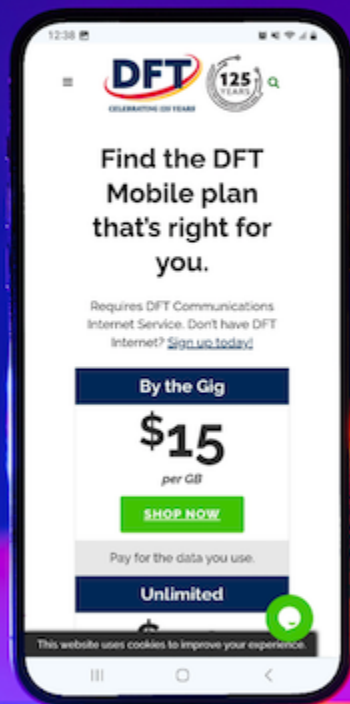 12:38
DFT
125
YEARS
CELEBRATING 125 YEARS
Find the DFT
Mobile plan
that's right for
you.
Requires DFT Communications
Internet Service. Don't have DFT
Internet? Sign up today!
By the Gig
$15
per GB
SHOP NOW
Pay for the data you use.
Unlimited
$
This website uses cookies to improve your experience.